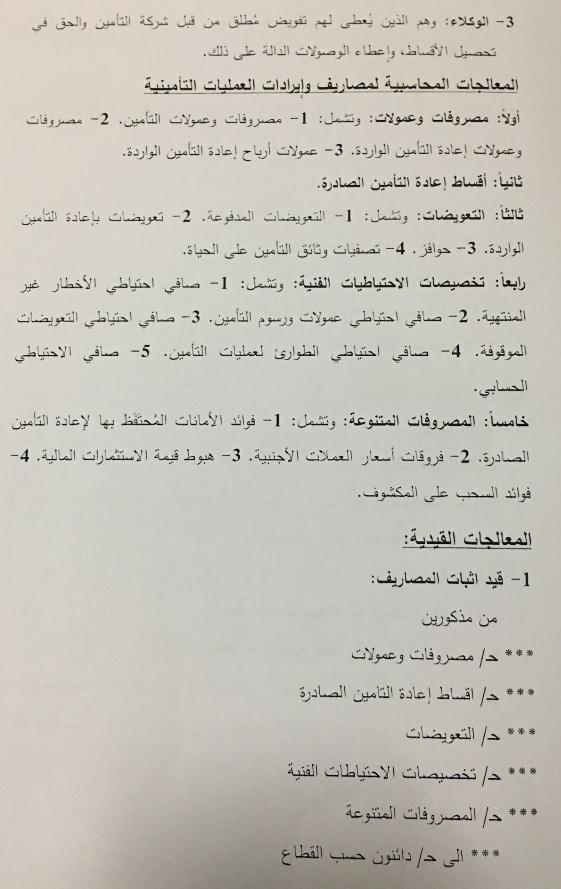 3- الوكلاء: وهم الذين يُعطى لهم تفويض مُطلق من قبل شركة التأمين والحق في
تحصيل الأقساط، وإعطاء الوصولات الدالة على ذلك.
المعالجات المحاسبية لمصاريف وإيرادات العمليات التأمينية
أولاً: مصروفات وعمولات: وتشمل: 1- مصروفات وعمولات التأمين. 2- مصروفات
وعمولات إعادة التأمين الواردة. 3- عمولات أرباح إعادة التأمين الواردة.
ثانياً: أقساط إعادة التأمين الصادرة.
ثالثاً: التعويضات: وتشمل: 1- التعويضات المدفوعة. 2- تعويضات بإعادة التأمين
الواردة. 3- حوافز. 4- تصفيات وثائق التأمين على الحياة.
رابعاً: تخصيصات الاحتياطيات الفنية: وتشمل: 1- صافي احتياطي الأخطار غير
المنتهية. 2- صافي احتياطي عمولات ورسوم التأمين. 3- صافي احتياطي التعويضات
الموقوفة. 4- صافي احتياطي الطوارئ لعمليات التأمين. 5- صافي الاحتياطي
الحسابي.
خامساً: المصروفات المتنوعة: وتشمل: 1- فوائد الأمانات المُحتَفَظ بها لإعادة التأمين
الصادرة. 2- فروقات أسعار العملات الأجنبية. 3- هبوط قيمة الاستثمارات المالية. 4-
فوائد السحب على المكشوف.
المعالجات القيدية:
1- قيد اثبات المصاريف:
من مذكورين
*** حـ/ مصروفات وعمولات
*** حـ/ اقساط إعادة التامين الصادرة
*** حـ/ التعويضات
*** حـ/ تخصيصات الاحتياطات الفنية
*** حـ/ المصروفات المتنوعة
*** الى حـ/ دائنون حسب القطاع